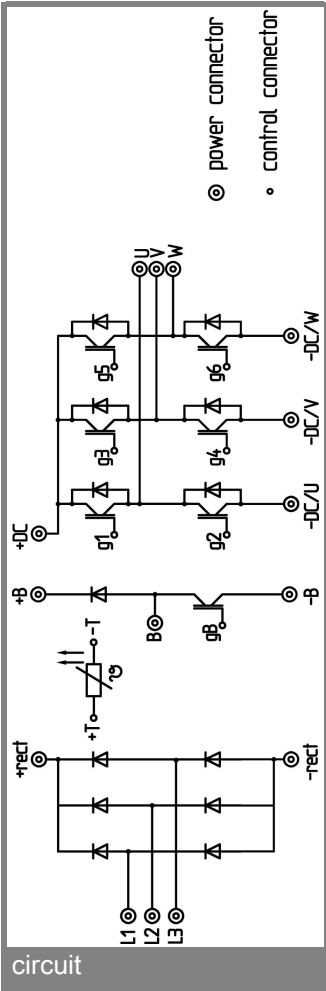 power connector
control connector
U
V
W
g5
g6
g3
g4
g1
g2
-DC/W
-DC/V
-DC/U
+DC
+B
B
gB
-B
-T
+T
ϑ
+rect
-rect
L1
L2
L3
circuit